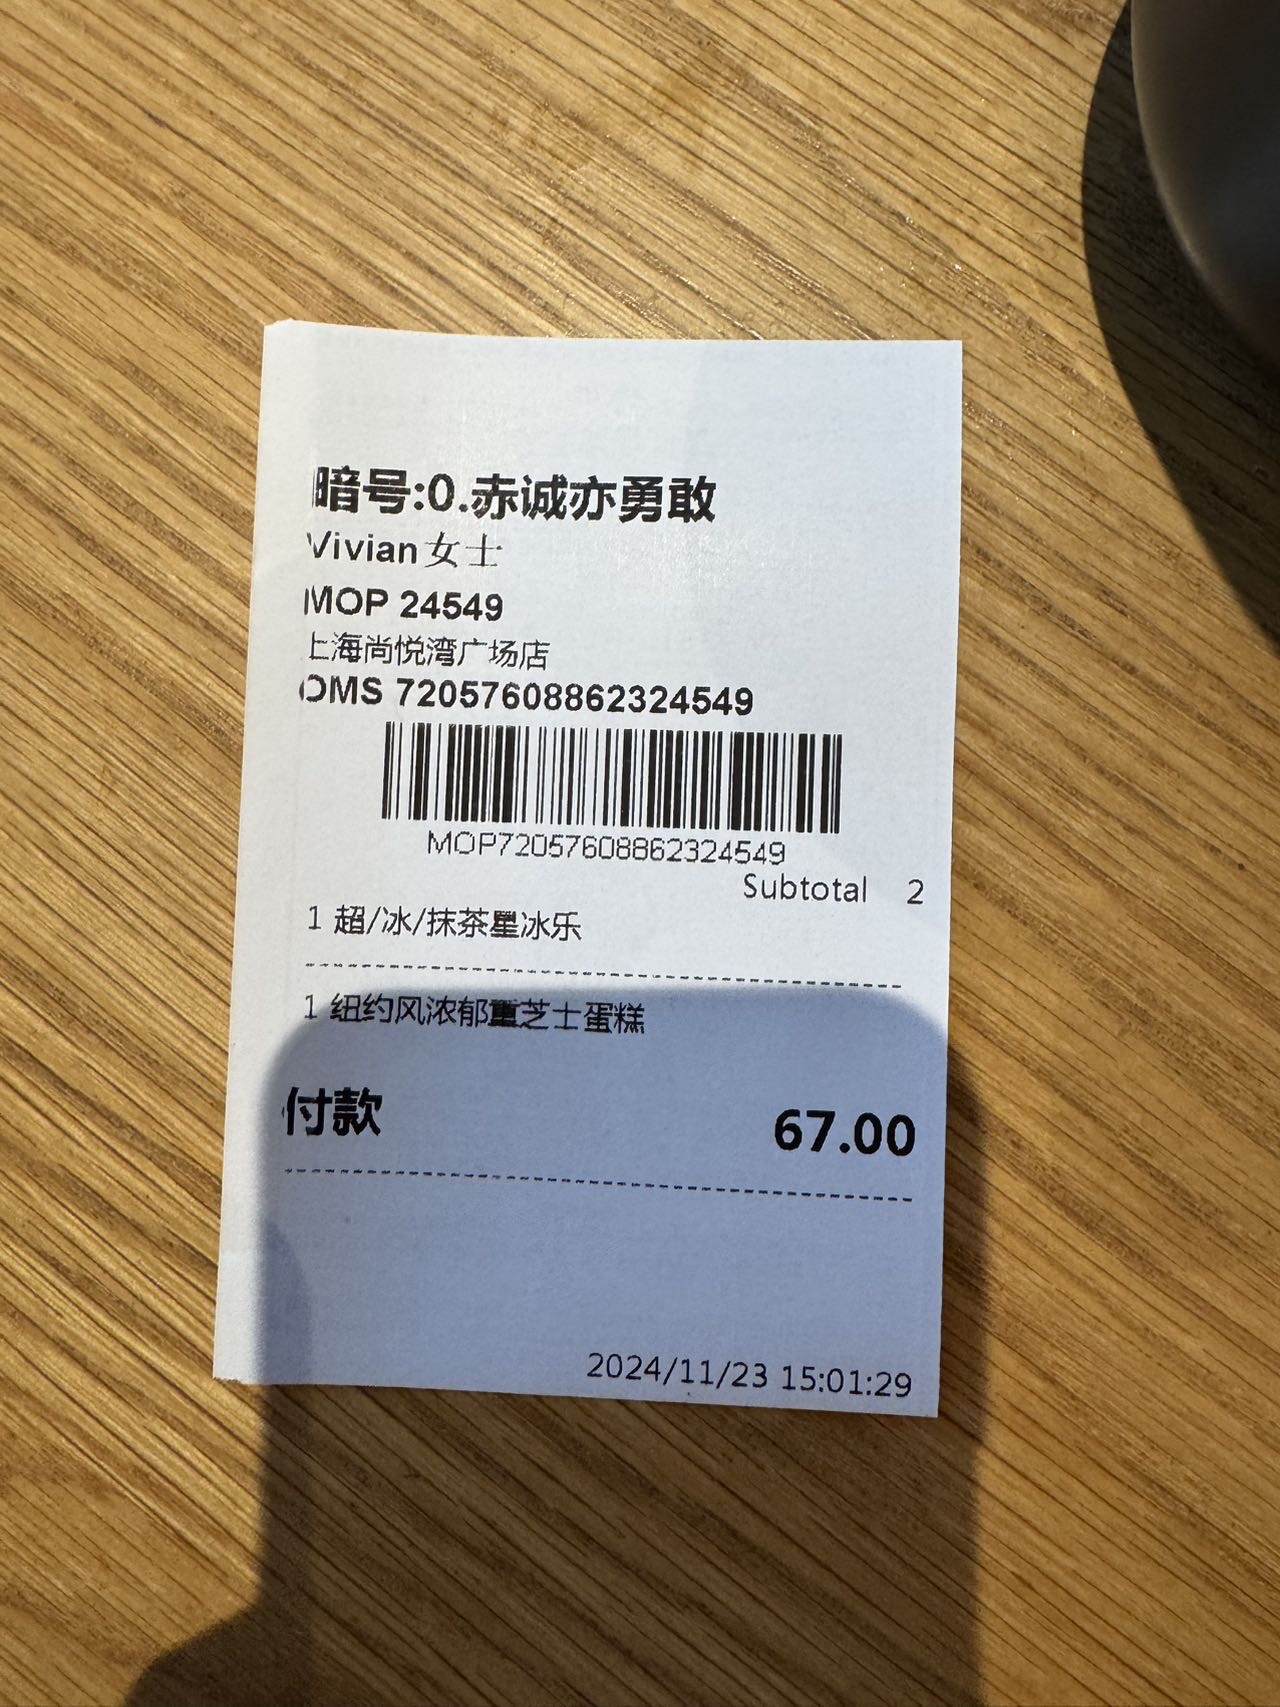 暗号:0.赤诚亦勇敢
Vivian女士
MOP 24549
上海尚悦湾广场店
OMS 72057608862324549
MOP72057608862324549
Subtotal 2
1 超/冰/抹茶星冰乐
1 纽约风浓郁重芝士蛋糕
付款 67.00
2024/11/23 15:01:29